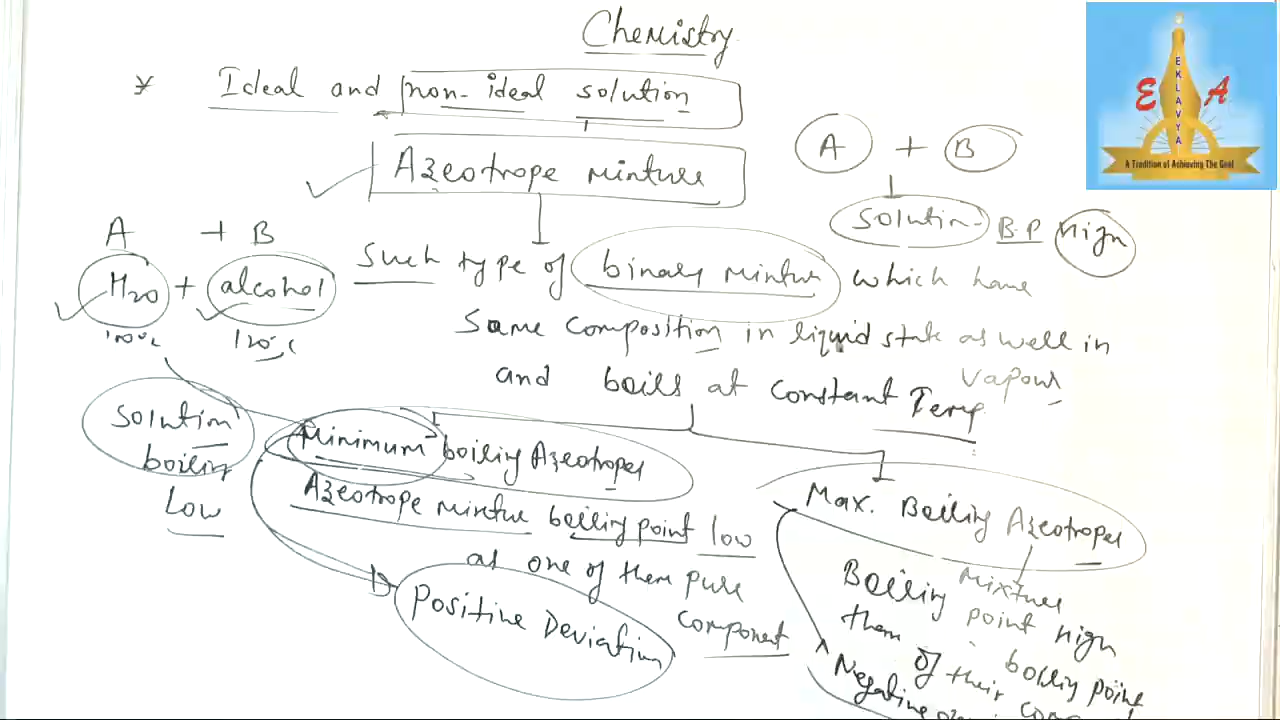 Chemistry
* Ideal and non-ideal solution
Azeotrope mixture
A + B
Solution - B.P high
A + B
H2O + alcohol
100°C
120°C
Such type of binary mixture which have
Same composition in liquid state as well in
vapour
and boils at constant Temp.
Solution
boiling
Low
Minimum boiling Azeotropes
Azeotrope mixture boiling point low
at one of them pure
component
Positive Deviation
Max. Boiling Azeotropes
Mixture
Boiling point high
them of their boiling point
Negative
E A
EKLAVYA
A Tradition of Achieving The Goal